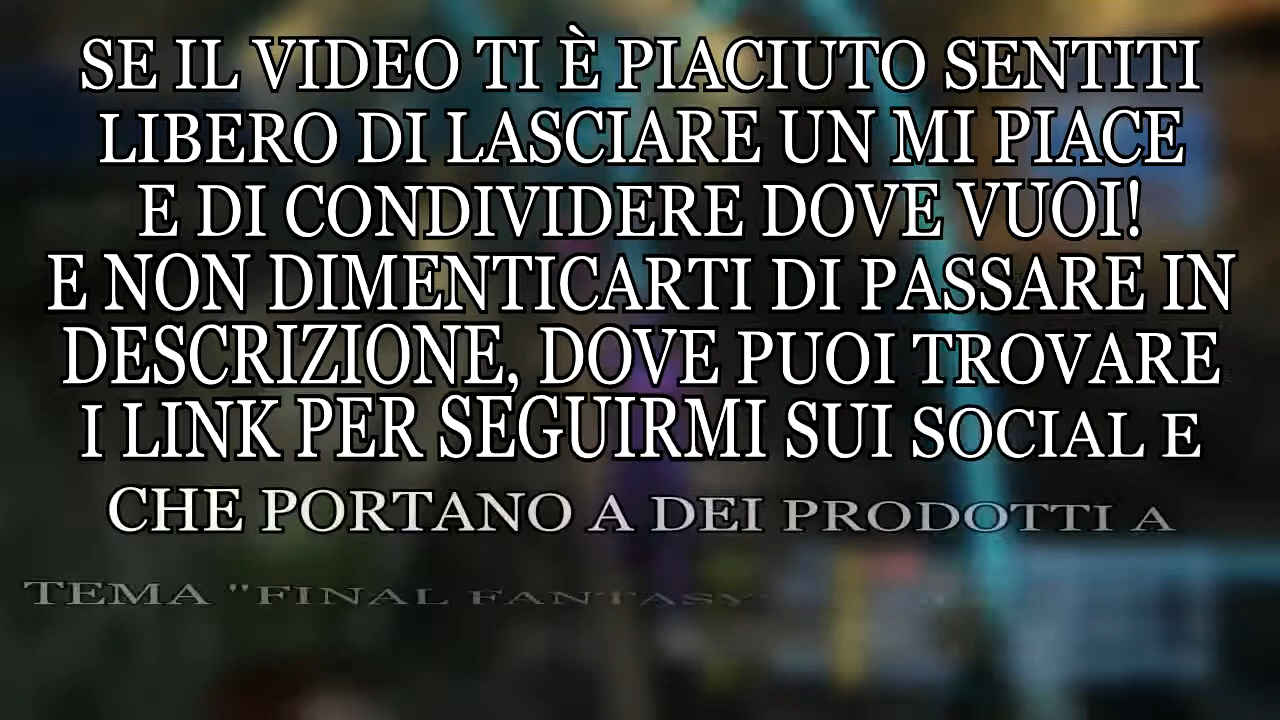 SE IL VIDEO TI È PIACIUTO SENTITI
LIBERO DI LASCIARE UN MI PIACE
E DI CONDIVIDERE DOVE VUOI!
E NON DIMENTICARTI DI PASSARE IN
DESCRIZIONE, DOVE PUOI TROVARE
I LINK PER SEGUIRMI SUI SOCIAL E
CHE PORTANO A DEI PRODOTTI A
TEMA "FINAL FANTASY"